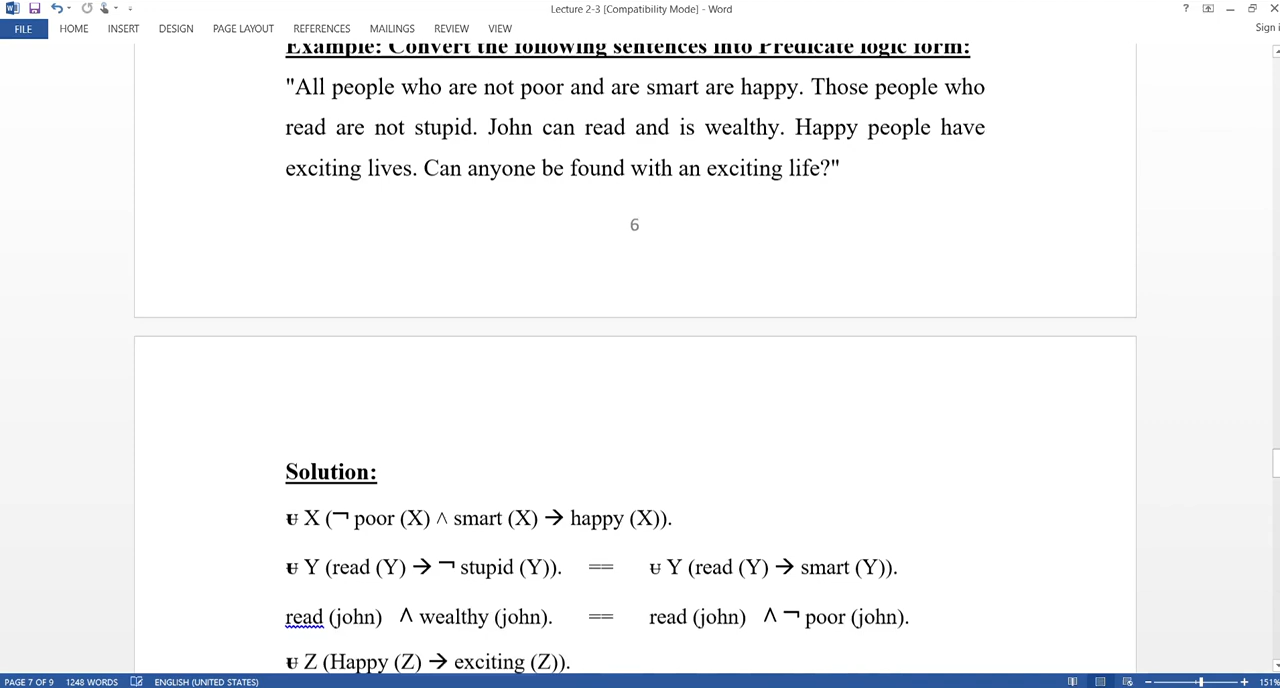 Lecture 2-3 [Compatibility Mode] - Word
?
FILE HOME INSERT DESIGN PAGE LAYOUT REFERENCES MAILINGS REVIEW VIEW
Sign i
Example: Convert the following sentences into Predicate logic form:
"All people who are not poor and are smart are happy. Those people who
read are not stupid. John can read and is wealthy. Happy people have
exciting lives. Can anyone be found with an exciting life?"
6
Solution:
ʉ X (¬ poor (X) ^ smart (X) → happy (X)).
ʉ Y (read (Y) → ¬ stupid (Y)). == ʉ Y (read (Y) → smart (Y)).
read (john) ∧ wealthy (john). == read (john) ∧ ¬ poor (john).
ʉ Z (Happy (Z) → exciting (Z)).
PAGE 7 OF 9 1248 WORDS ENGLISH (UNITED STATES) 151%